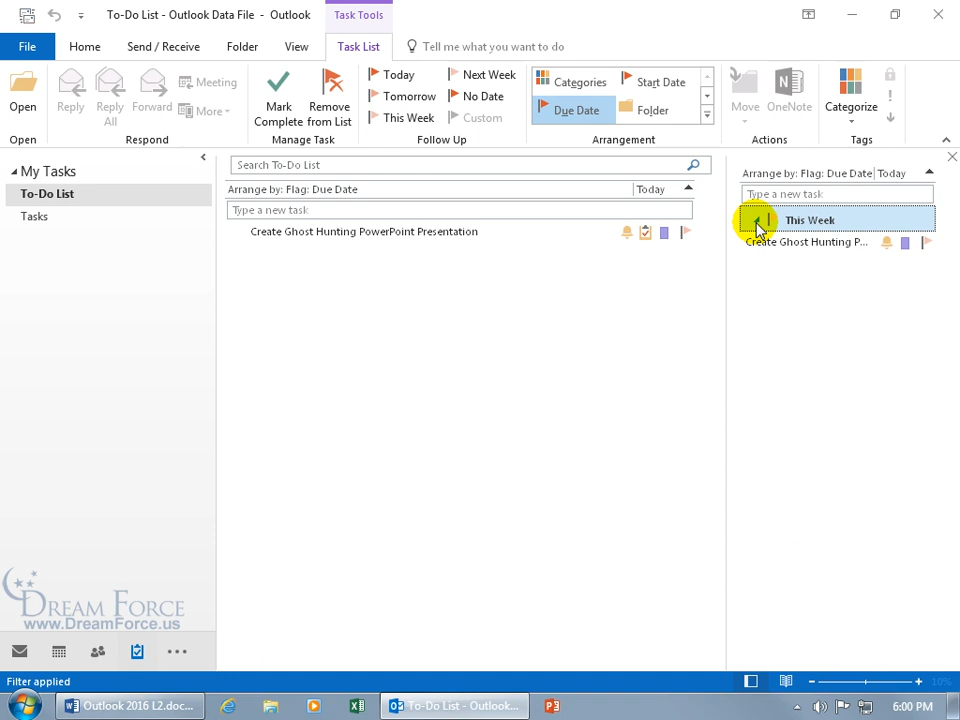 To-Do List - Outlook Data File - Outlook
Task Tools
File
Home
Send / Receive
Folder
View
Task List
Tell me what you want to do
Open
Reply
Reply All
Forward
Meeting
More
Mark Complete
Remove from List
Today
Tomorrow
This Week
Next Week
No Date
Custom
Categories
Start Date
Due Date
Folder
Move
OneNote
Categorize
Open
Respond
Manage Task
Follow Up
Arrangement
Actions
Tags
My Tasks
To-Do List
Tasks
Search To-Do List
Arrange by: Flag: Due Date
Today
Type a new task
Create Ghost Hunting PowerPoint Presentation
Arrange by: Flag: Due Date
Today
Type a new task
This Week
Create Ghost Hunting P...
DREAM FORCE
www.DreamForce.us
Filter applied
10%
Outlook 2016 L2.doc...
To-Do List - Outlook...
6:00 PM